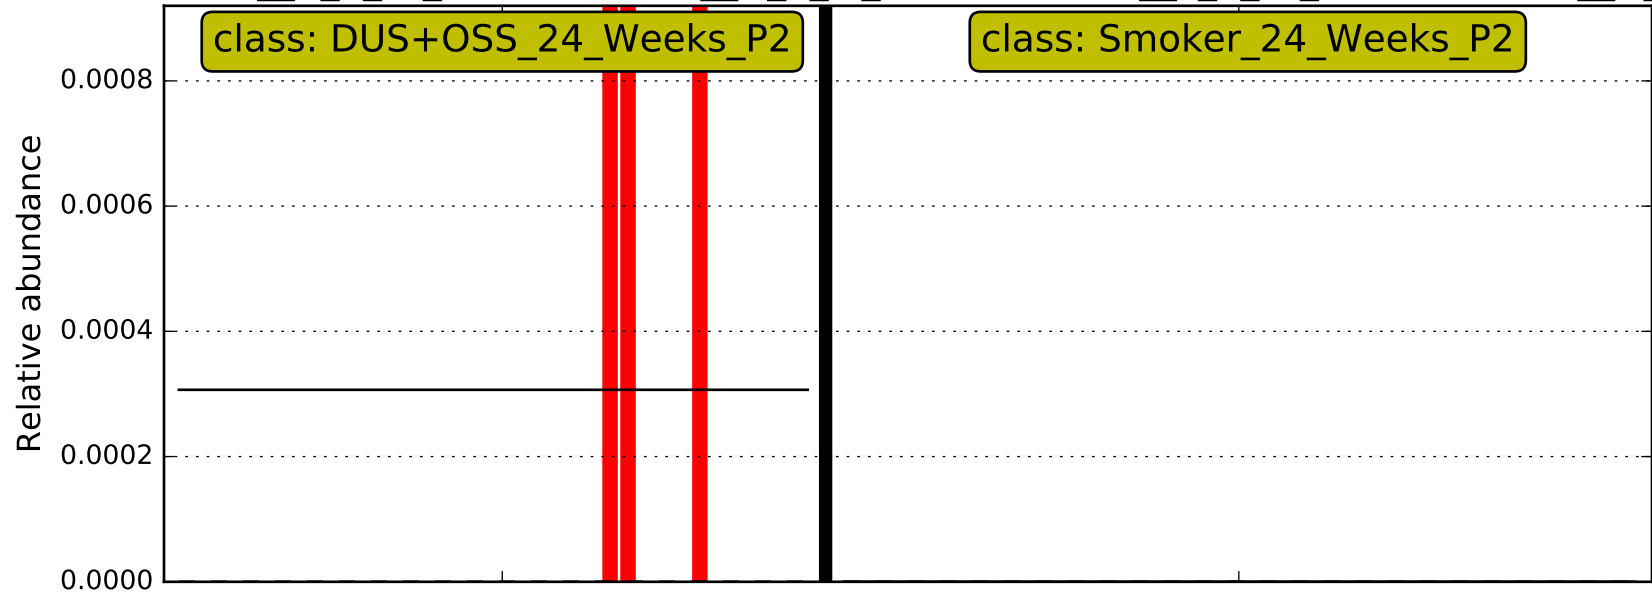 class: DUS+OSS_24_Weeks_P2
class: Smoker_24_Weeks_P2
0.0008
0.0006
0.0004
0.0002
0.0000
Relative abundance